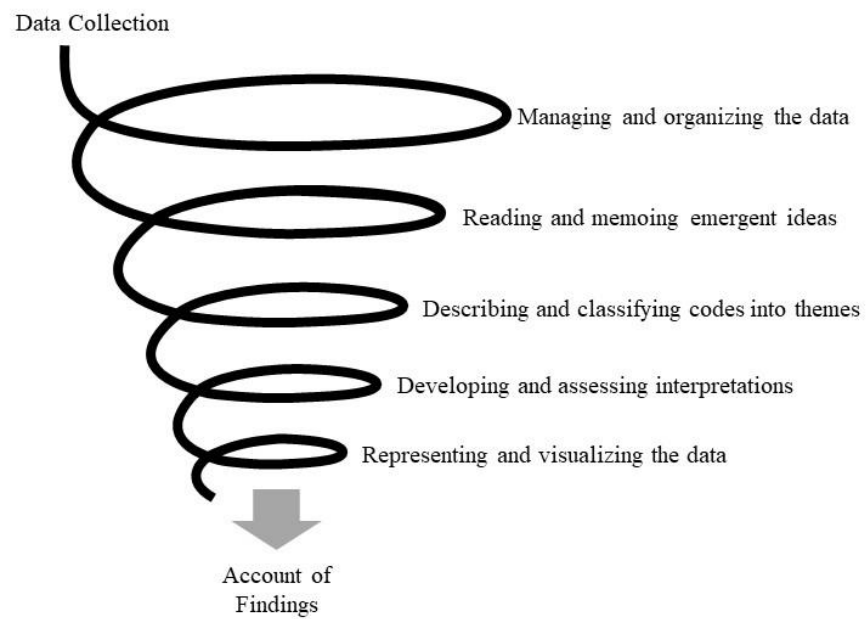 Data Collection
Managing and organizing the data
Reading and memoing emergent ideas
Describing and classifying codes into themes
Developing and assessing interpretations
Representing and visualizing the data
Account of
Findings